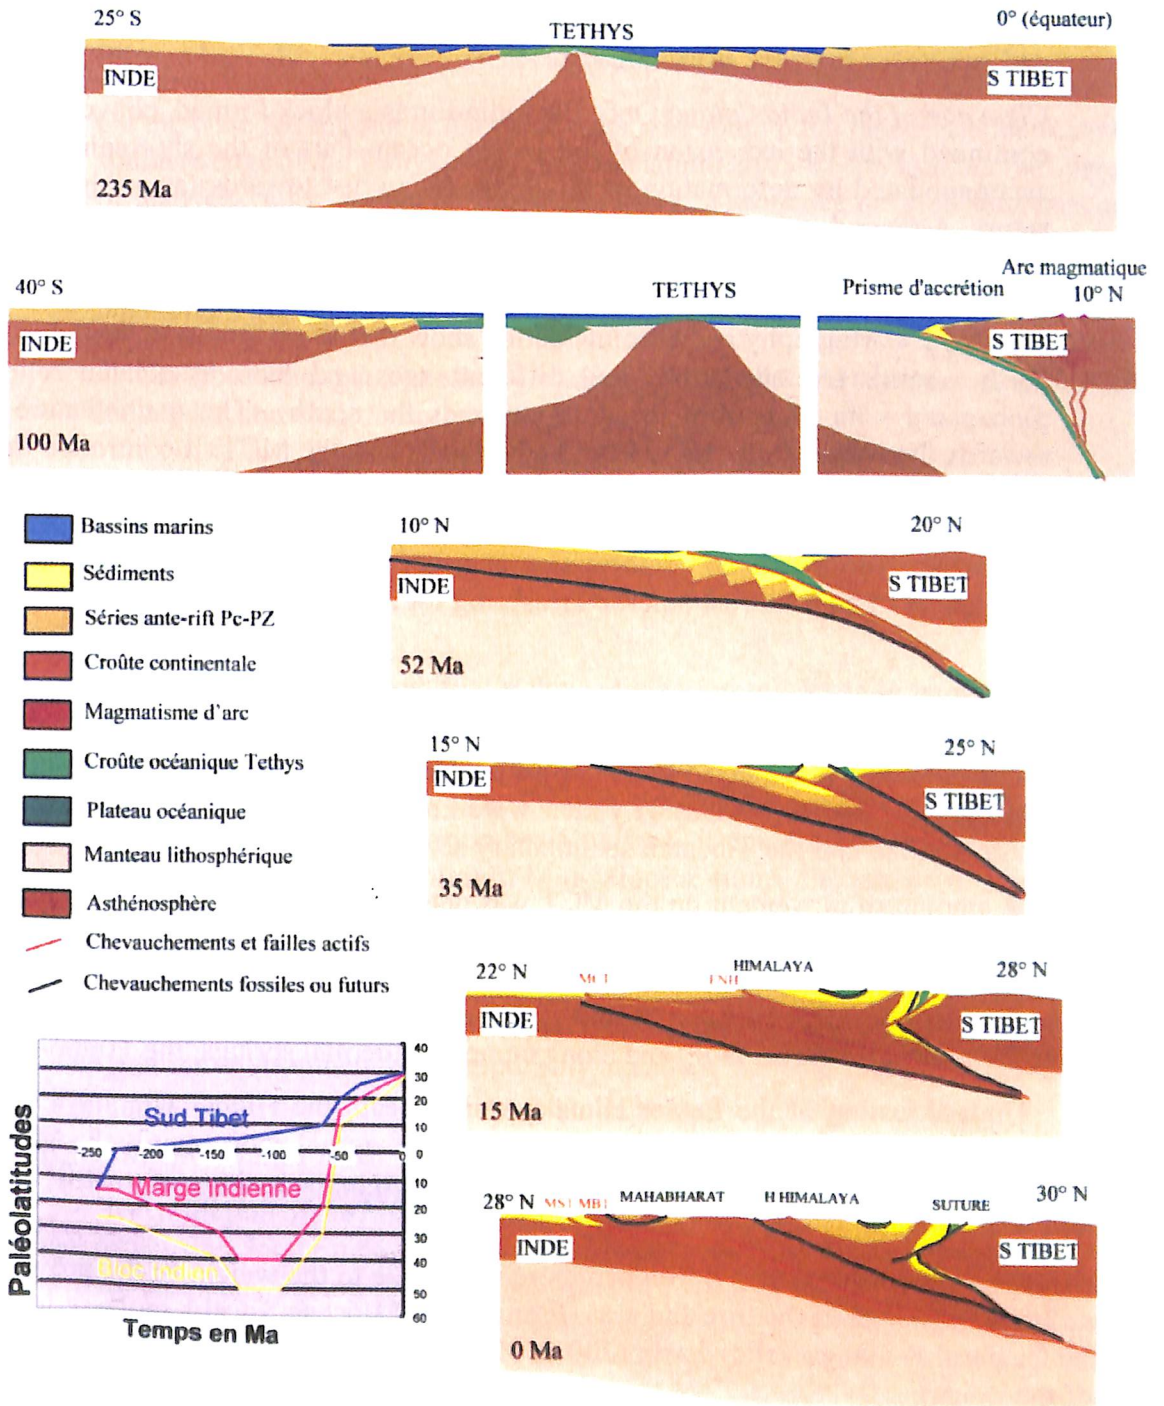 25° S
TETHYS
0° (équateur)
INDE
S TIBET
235 Ma
40° S
TETHYS
Prisme d'accrétion
Arc magmatique
10° N
INDE
S TIBET
100 Ma
Bassins marins
Sédiments
Séries ante-rift Pc-PZ
Croûte continentale
Magmatisme d'arc
Croûte océanique Tethys
Plateau océanique
Manteau lithosphérique
Asthénosphère
Chevauchements et failles actifs
Chevauchements fossiles ou futurs
10° N
20° N
INDE
S TIBET
52 Ma
15° N
25° N
INDE
S TIBET
35 Ma
22° N
MCT
FNH
HIMALAYA
28° N
INDE
S TIBET
15 Ma
28° N
MST MBT
MAHABHARAT
H HIMALAYA
SUTURE
30° N
INDE
S TIBET
0 Ma
Paléolatitudes
40
30
20
10
0
10
20
30
40
50
60
Sud Tibet
-250
-200
-150
-100
-50
0
Marge Indienne
Bloc Indien
Temps en Ma